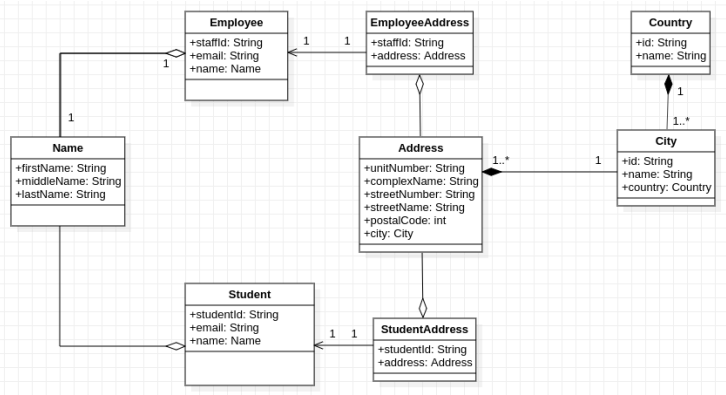 Employee
+staffId: String
+email: String
+name: Name
EmployeeAddress
+staffId: String
+address: Address
Country
+id: String
+name: String
1
1
1
1
1
1..*
Name
+firstName: String
+middleName: String
+lastName: String
Address
+unitNumber: String
+complexName: String
+streetNumber: String
+streetName: String
+postalCode: int
+city: City
1..*
1
City
+id: String
+name: String
+country: Country
Student
+studentId: String
+email: String
+name: Name
1
1
StudentAddress
+studentId: String
+address: Address